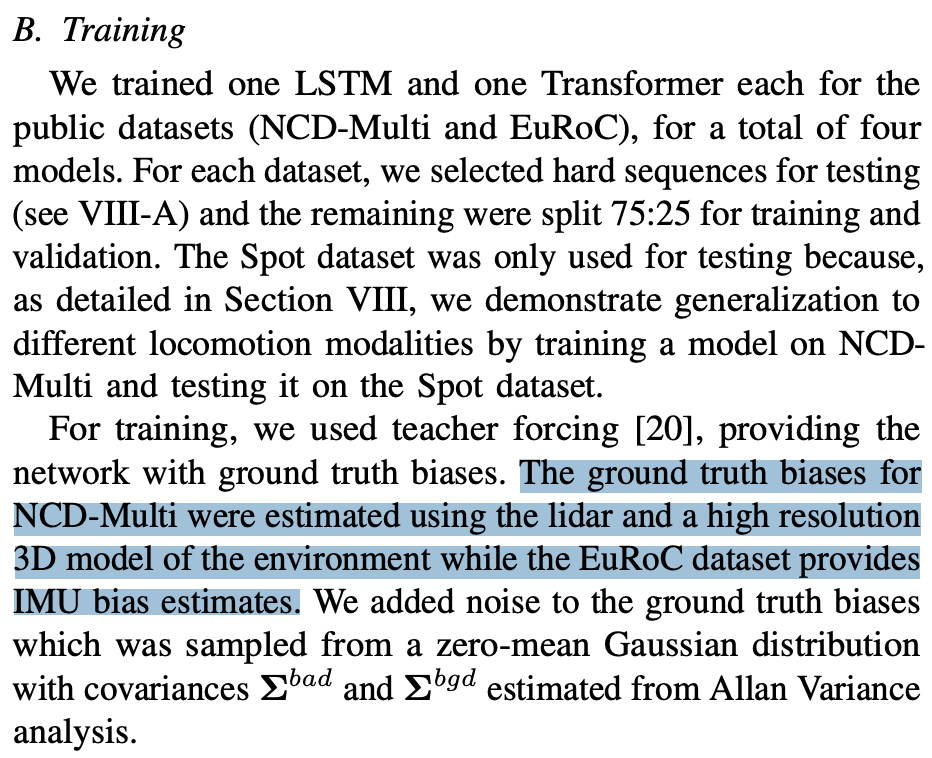 B. Training
We trained one LSTM and one Transformer each for the
public datasets (NCD-Multi and EuRoC), for a total of four
models. For each dataset, we selected hard sequences for testing
(see VIII-A) and the remaining were split 75:25 for training and
validation. The Spot dataset was only used for testing because,
as detailed in Section VIII, we demonstrate generalization to
different locomotion modalities by training a model on NCD-
Multi and testing it on the Spot dataset.
For training, we used teacher forcing [20], providing the
network with ground truth biases. The ground truth biases for
NCD-Multi were estimated using the lidar and a high resolution
3D model of the environment while the EuRoC dataset provides
IMU bias estimates. We added noise to the ground truth biases
which was sampled from a zero-mean Gaussian distribution
with covariances Σ^{bad} and Σ^{bgd} estimated from Allan Variance
analysis.